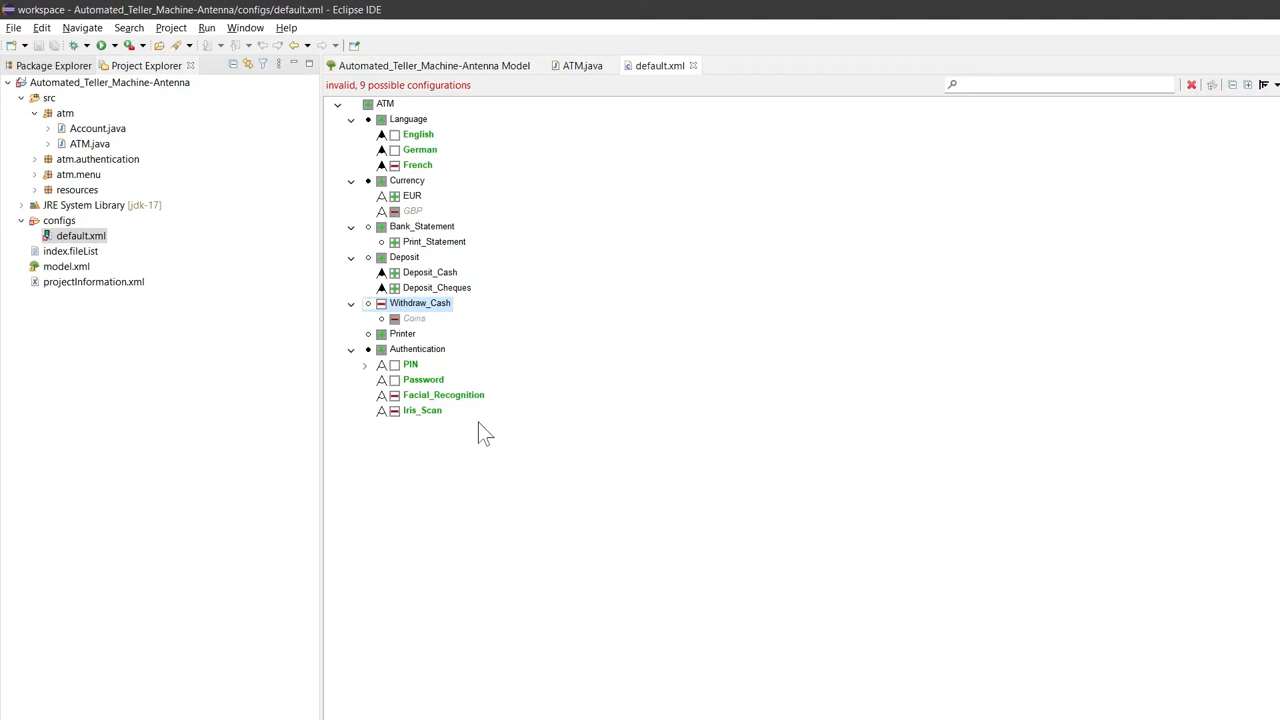 workspace - Automated_Teller_Machine-Antenna/configs/default.xml - Eclipse IDE
File Edit Navigate Search Project Run Window Help
Package Explorer Project Explorer
Automated_Teller_Machine-Antenna
src
atm
Account.java
ATM.java
atm.authentication
atm.menu
resources
JRE System Library [jdk-17]
configs
default.xml
index.fileList
model.xml
projectInformation.xml
Automated_Teller_Machine-Antenna Model ATM.java default.xml
invalid, 9 possible configurations
ATM
Language
English
German
French
Currency
EUR
GBP
Bank_Statement
Print_Statement
Deposit
Deposit_Cash
Deposit_Cheques
Withdraw_Cash
Coins
Printer
Authentication
PIN
Password
Facial_Recognition
Iris_Scan